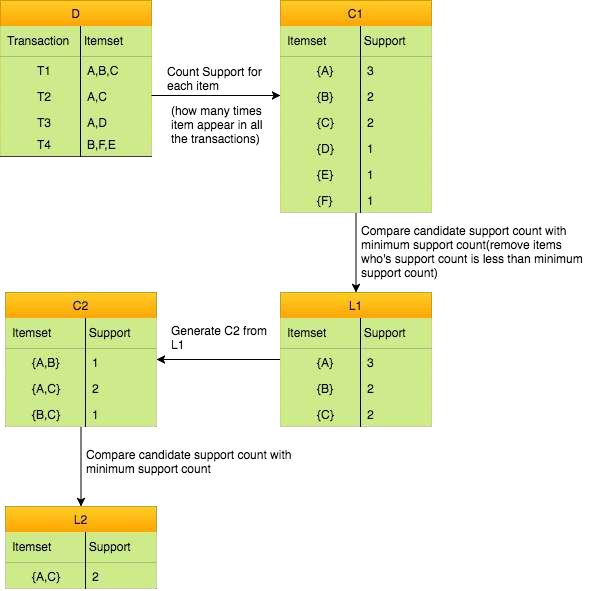 D
Transaction Itemset
T1 A,B,C
T2 A,C
T3 A,D
T4 B,F,E
Count Support for
each item
(how many times
item appear in all
the transactions)
C1
Itemset Support
{A} 3
{B} 2
{C} 2
{D} 1
{E} 1
{F} 1
Compare candidate support count with
minimum support count(remove items
who's support count is less than minimum
support count)
L1
Itemset Support
{A} 3
{B} 2
{C} 2
Generate C2 from
L1
C2
Itemset Support
{A,B} 1
{A,C} 2
{B,C} 1
Compare candidate support count with
minimum support count
L2
Itemset Support
{A,C} 2